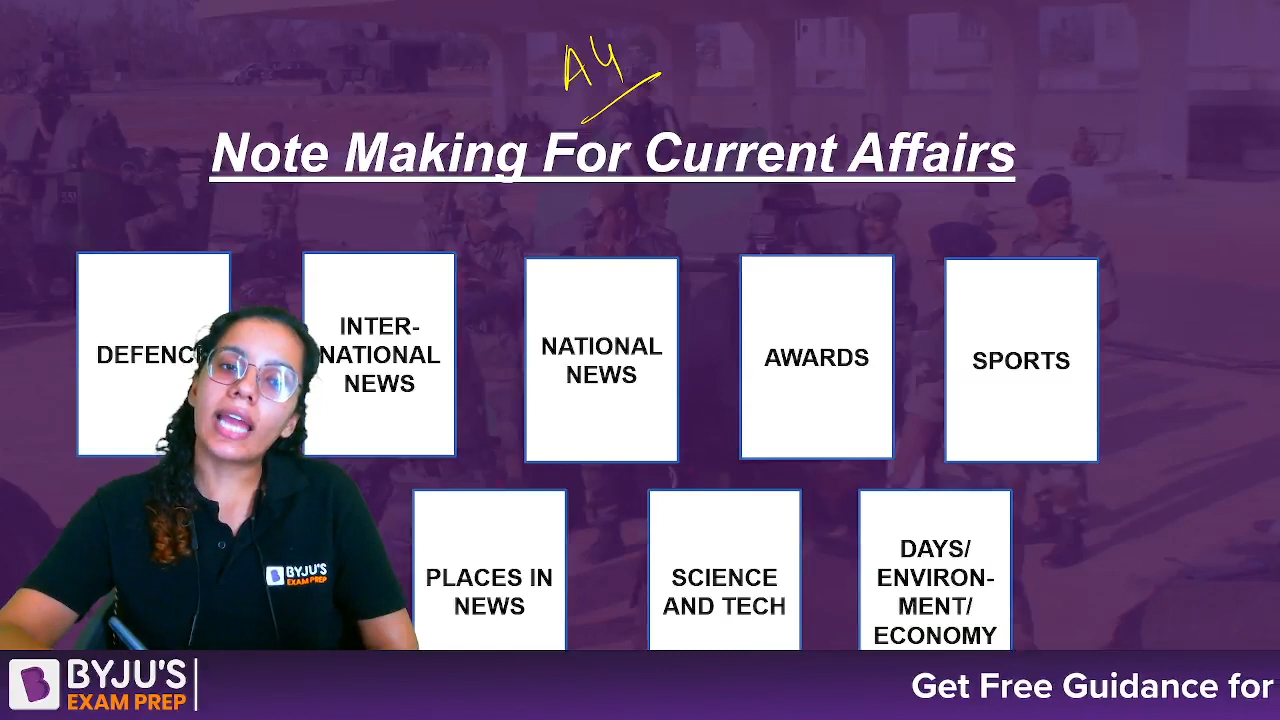 A4
Note Making For Current Affairs
DEFENC
INTER-
NATIONAL
NEWS
NATIONAL
NEWS
AWARDS
SPORTS
PLACES IN
NEWS
SCIENCE
AND TECH
DAYS/
ENVIRON-
MENT/
ECONOMY
BYJU'S
EXAM PREP
BYJU'S
EXAM PREP
Get Free Guidance for